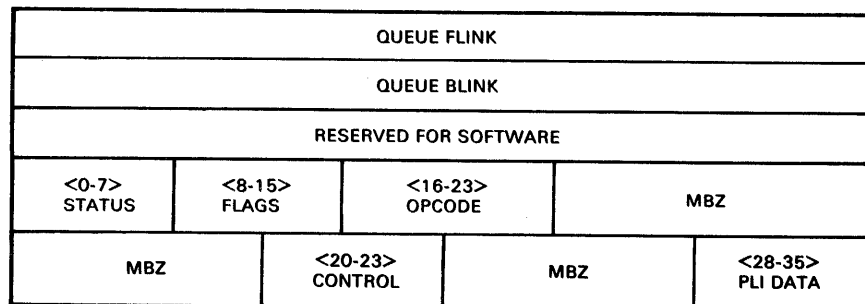 QUEUE FLINK
QUEUE BLINK
RESERVED FOR SOFTWARE
<0-7> <8-15> <16-23>
STATUS FLAGS OPCODE MBZ
MBZ <20-23> MBZ <28-35>
CONTROL PLI DATA